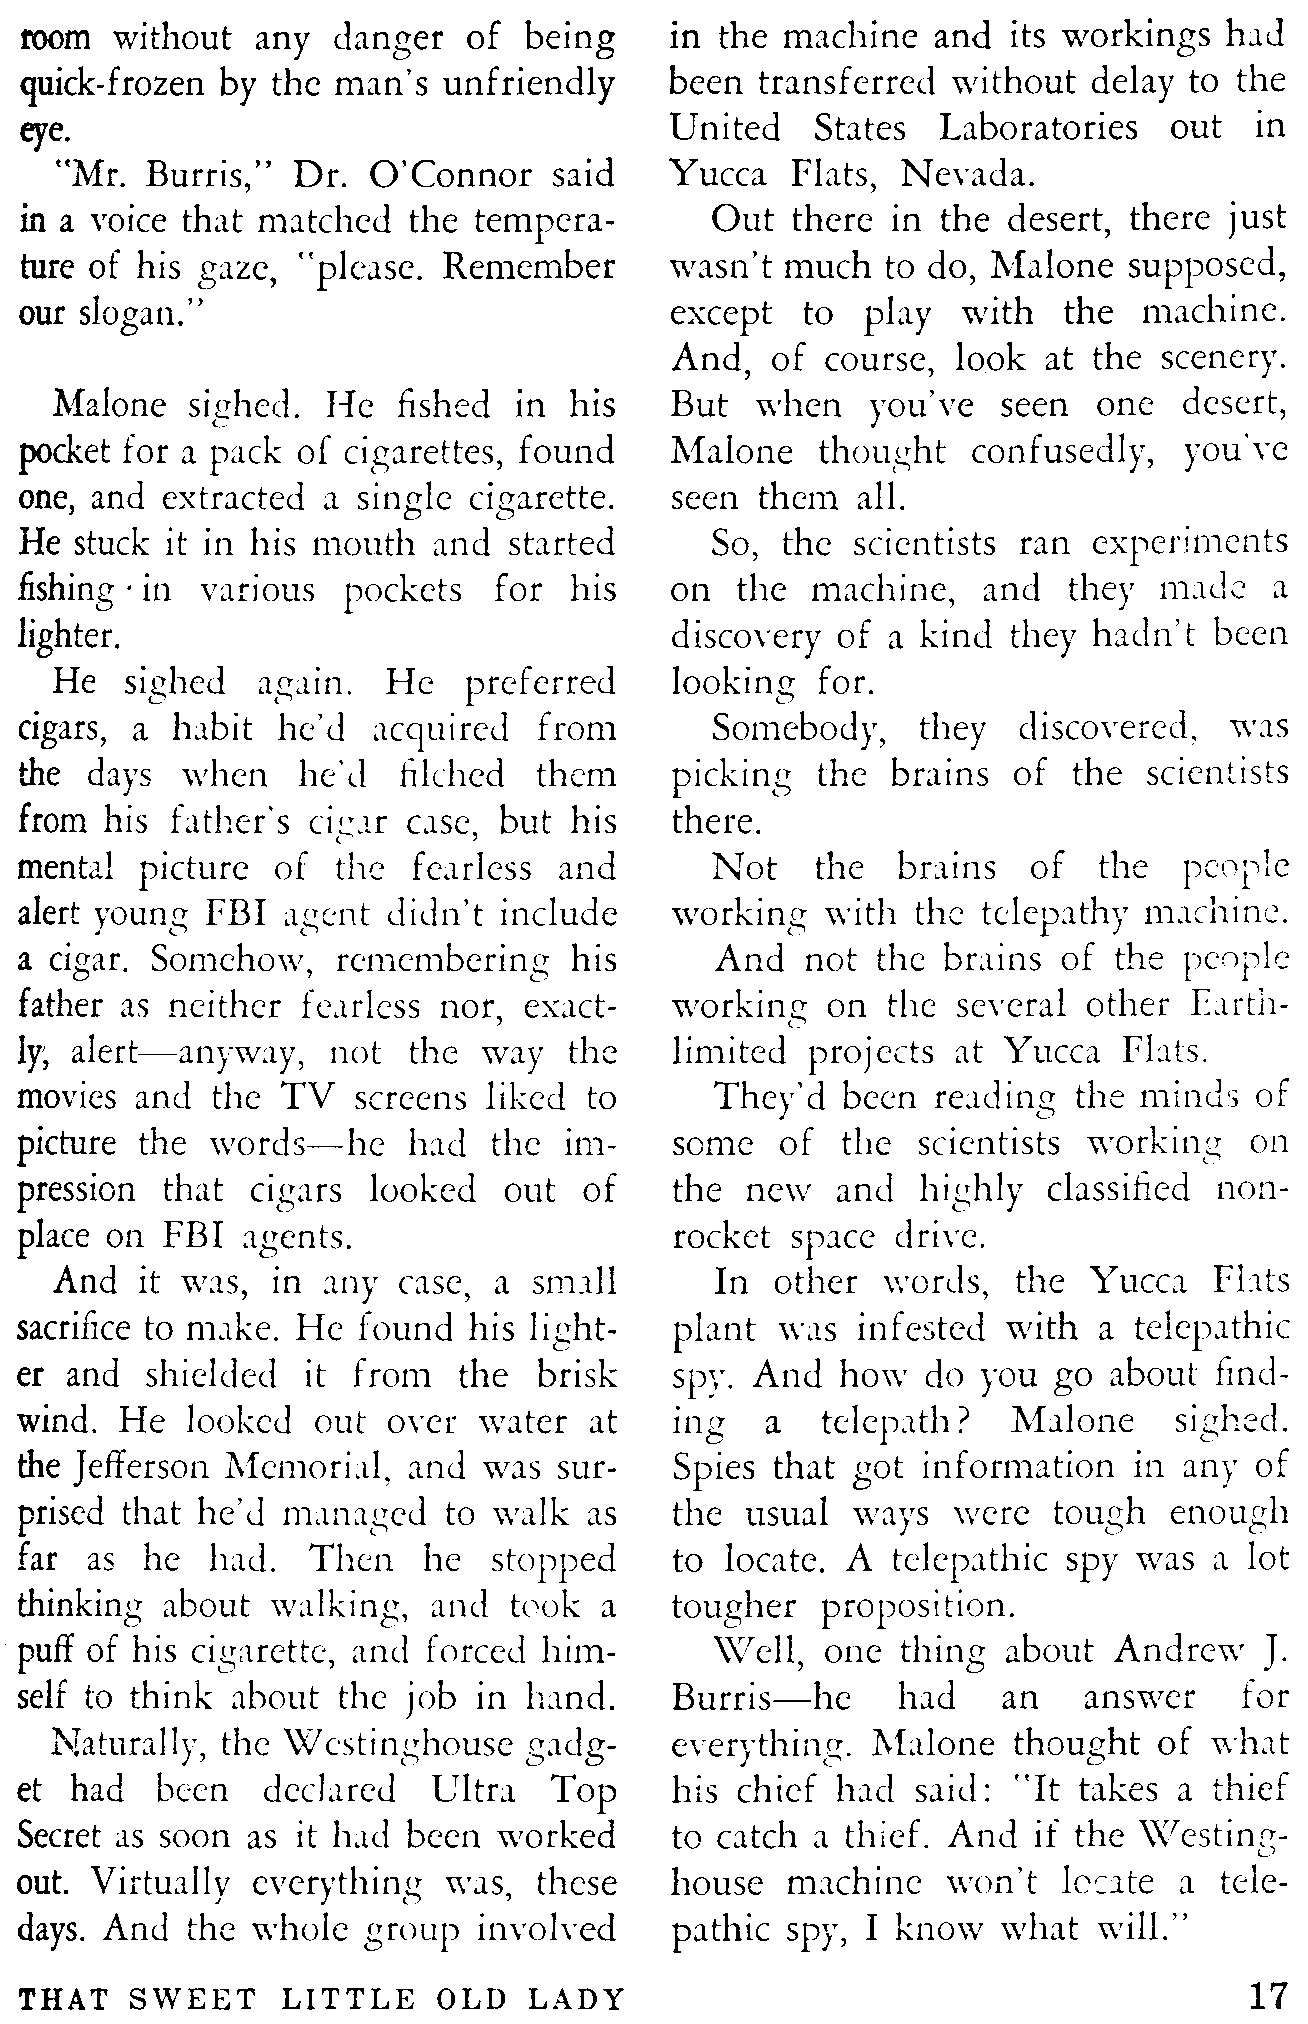 room without any danger of being
quick-frozen by the man's unfriendly
eye.
"Mr. Burris," Dr. O'Connor said
in a voice that matched the tempera-
ture of his gaze, "please. Remember
our slogan."
Malone sighed. He fished in his
pocket for a pack of cigarettes, found
one, and extracted a single cigarette.
He stuck it in his mouth and started
fishing in various pockets for his
lighter.
He sighed again. He preferred
cigars, a habit he'd acquired from
the days when he'd filched them
from his father's cigar case, but his
mental picture of the fearless and
alert young FBI agent didn't include
a cigar. Somehow, remembering his
father as neither fearless nor, exact-
ly, alert—anyway, not the way the
movies and the TV screens liked to
picture the words—he had the im-
pression that cigars looked out of
place on FBI agents.
And it was, in any case, a small
sacrifice to make. He found his light-
er and shielded it from the brisk
wind. He looked out over water at
the Jefferson Memorial, and was sur-
prised that he'd managed to walk as
far as he had. Then he stopped
thinking about walking, and took a
puff of his cigarette, and forced him-
self to think about the job in hand.
Naturally, the Westinghouse gadg-
et had been declared Ultra Top
Secret as soon as it had been worked
out. Virtually everything was, these
days. And the whole group involved
in the machine and its workings had
been transferred without delay to the
United States Laboratories out in
Yucca Flats, Nevada.
Out there in the desert, there just
wasn't much to do, Malone supposed,
except to play with the machine.
And, of course, look at the scenery.
But when you've seen one desert,
Malone thought confusedly, you've
seen them all.
So, the scientists ran experiments
on the machine, and they made a
discovery of a kind they hadn't been
looking for.
Somebody, they discovered, was
picking the brains of the scientists
there.
Not the brains of the people
working with the telepathy machine.
And not the brains of the people
working on the several other Earth-
limited projects at Yucca Flats.
They'd been reading the minds of
some of the scientists working on
the new and highly classified non-
rocket space drive.
In other words, the Yucca Flats
plant was infested with a telepathic
spy. And how do you go about find-
ing a telepath? Malone sighed.
Spies that got information in any of
the usual ways were tough enough
to locate. A telepathic spy was a lot
tougher proposition.
Well, one thing about Andrew J.
Burris—he had an answer for
everything. Malone thought of what
his chief had said: "It takes a thief
to catch a thief. And if the Westing-
house machine won't locate a tele-
pathic spy, I know what will."
THAT SWEET LITTLE OLD LADY
17